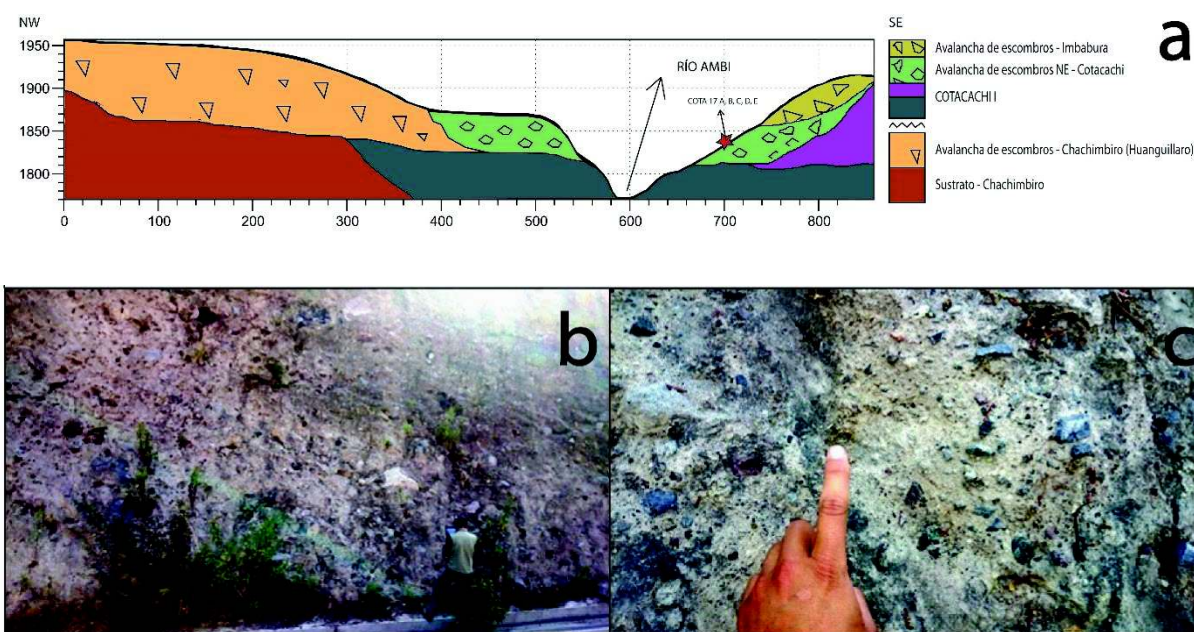 NW
SE
a
1950
1900
1850
1800
0 100 200 300 400 500 600 700 800
RÍO AMBI
COTA 17 A, B, C, D, E
Avalancha de escombros - Imbabura
Avalancha de escombros NE - Cotacachi
COTACACHI I
Avalancha de escombros - Chachimbiro (Huanguillaro)
Sustrato - Chachimbiro
b
c